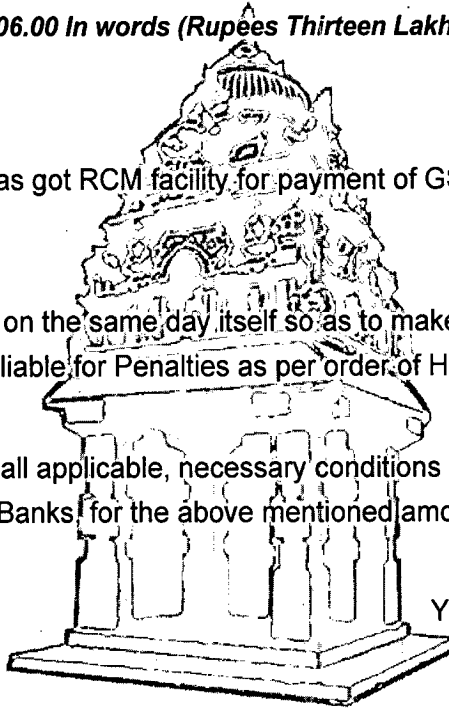 06.00 In words (Rupees Thirteen Lakh
as got RCM facility for payment of GS
on the same day itself so as to make
liable for Penalties as per order of H
all applicable, necessary conditions
Banks, for the above mentioned amo
Y